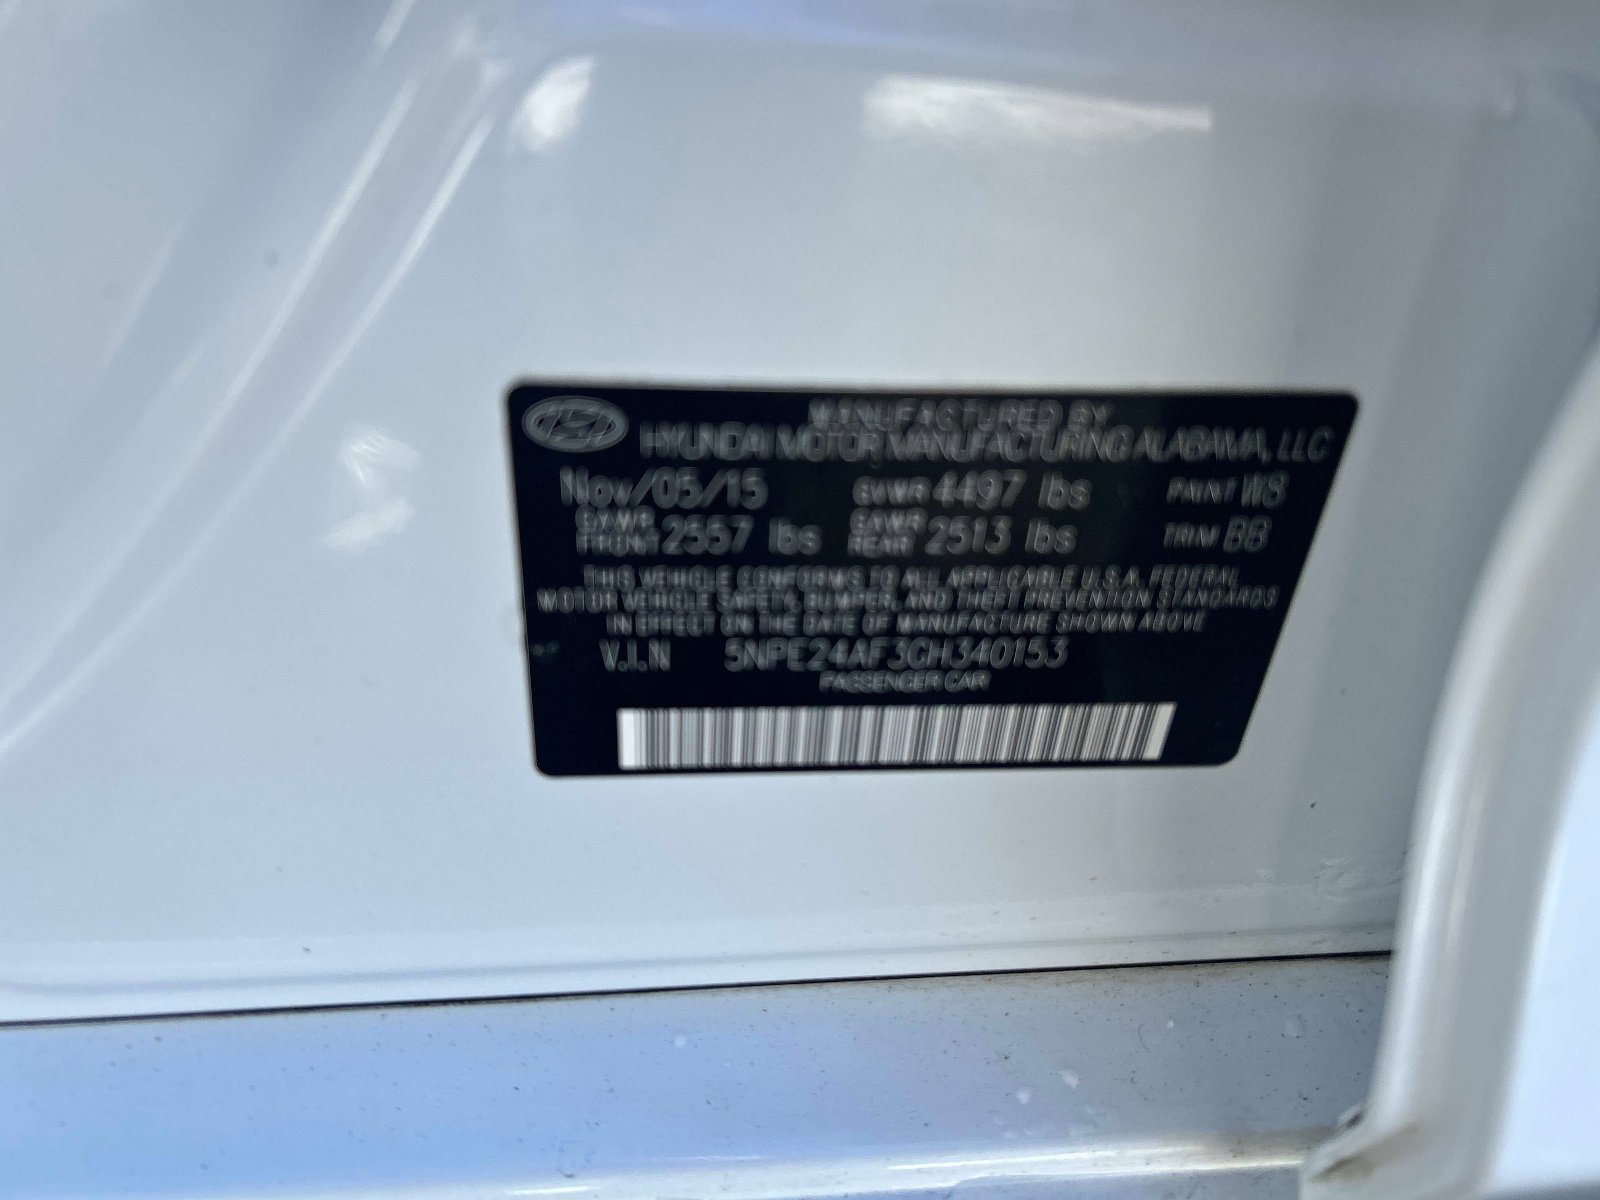 MANUFACTURED BY
HYUNDAI MOTOR MANUFACTURING ALABAMA, LLC
Nov/05/15 GVWR 4497 lbs PAINT W8
GAWR FRONT 2557 lbs GAWR REAR 2513 lbs TRIM BB
THIS VEHICLE CONFORMS TO ALL APPLICABLE U.S.A. FEDERAL
MOTOR VEHICLE SAFETY, BUMPER, AND THEFT PREVENTION STANDARDS
IN EFFECT ON THE DATE OF MANUFACTURE SHOWN ABOVE
V.I.N 5NPE24AF3GH340153
PASSENGER CAR